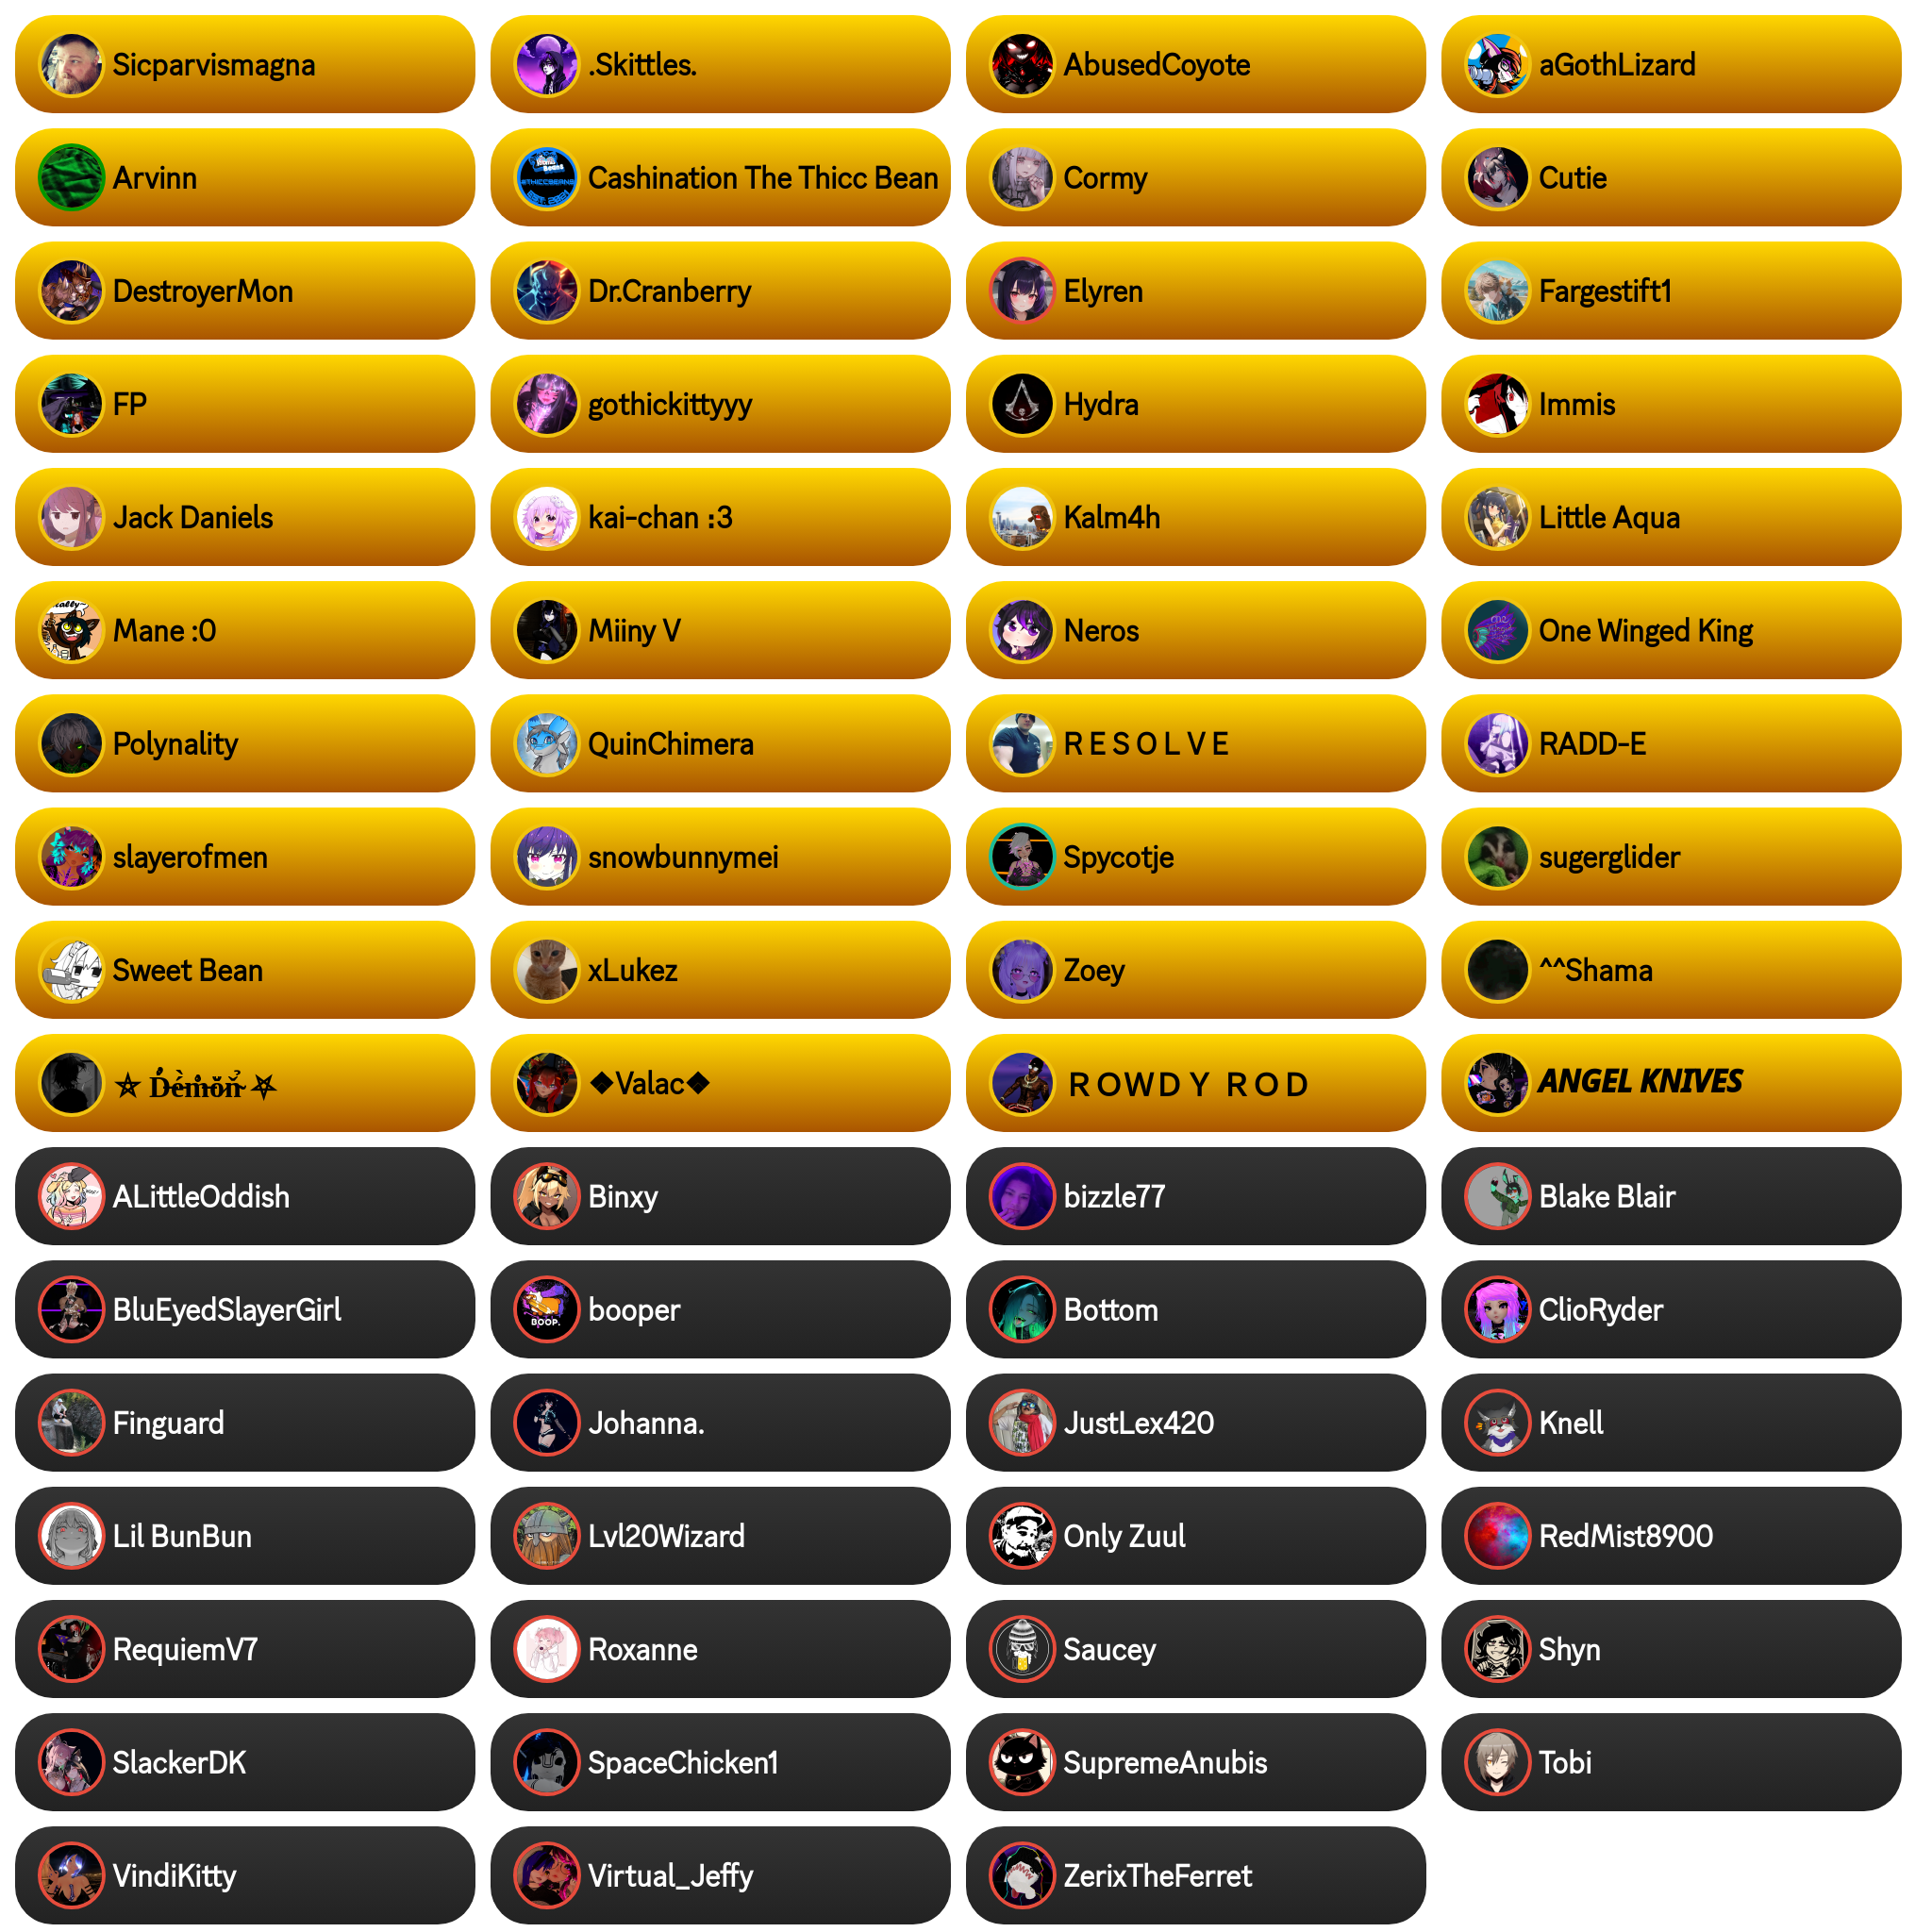 Sicparvismagna
.Skittles.
AbusedCoyote
aGothLizard
Arvinn
Cashination The Thicc Bean
Cormy
Cutie
DestroyerMon
Dr.Cranberry
Elyren
Fargestift1
FP
gothickittyyy
Hydra
Immis
Jack Daniels
kai-chan :3
Kalm4h
Little Aqua
Mane :0
Miiny V
Neros
One Winged King
Polynality
QuinChimera
R E S O L V E
RADD-E
slayerofmen
snowbunnymei
Spycotje
sugerglider
Sweet Bean
xLukez
Zoey
^^Shama
⛤ D̴è̴m̴ŏ̴n̴̉ ⛧
❖Valac❖
ＲＯＷＤＹ ＲＯＤ
ANGEL KNIVES
ALittleOddish
Binxy
bizzle77
Blake Blair
BluEyedSlayerGirl
BOOP.
booper
Bottom
ClioRyder
Finguard
Johanna.
JustLex420
Knell
Lil BunBun
Lvl20Wizard
Only Zuul
RedMist8900
RequiemV7
Roxanne
Saucey
Shyn
SlackerDK
SpaceChicken1
SupremeAnubis
Tobi
VindiKitty
Virtual_Jeffy
ZerixTheFerret